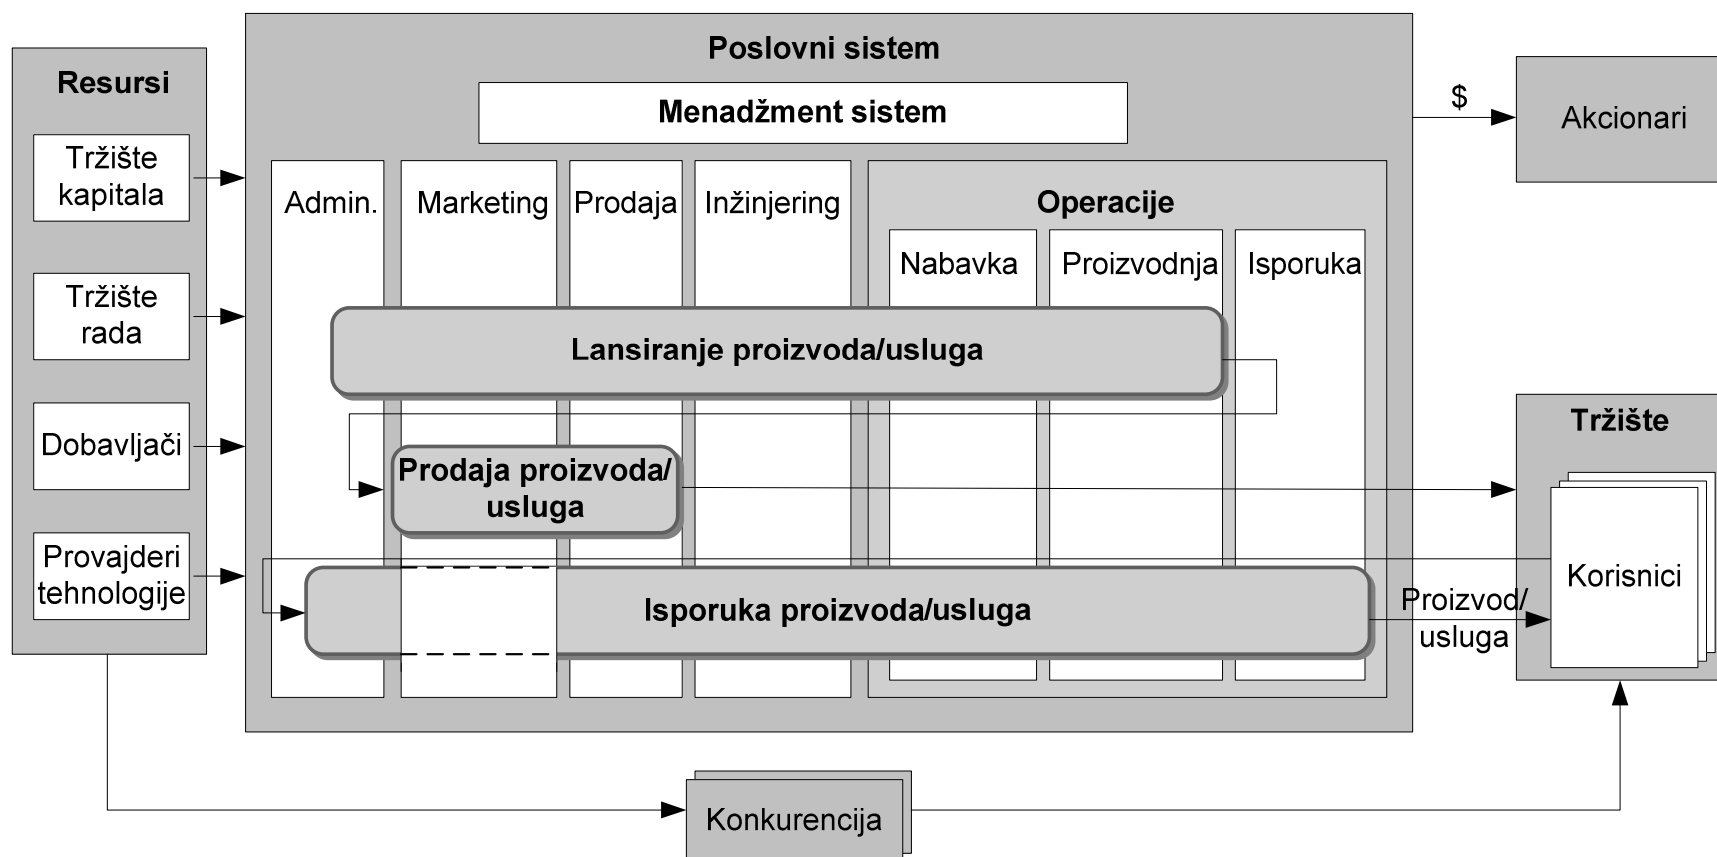 Resursi
Tržište
kapitala
Tržište
rada
Dobavljači
Provajderi
tehnologije
Poslovni sistem
Menadžment sistem
Admin.
Marketing
Prodaja
Inžinjering
Operacije
Nabavka
Proizvodnja
Isporuka
Lansiranje proizvoda/usluga
Prodaja proizvoda/
usluga
Isporuka proizvoda/usluga
$
Akcionari
Tržište
Korisnici
Proizvod/
usluga
Konkurencija